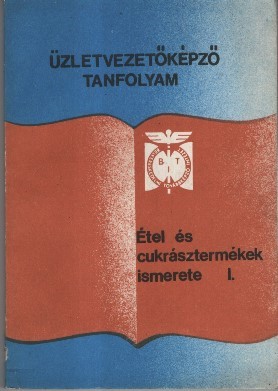 ÜZLETVEZETŐKÉPZŐ
TANFOLYAM
B T
I
Étel és
cukrásztermékek
ismerete I.